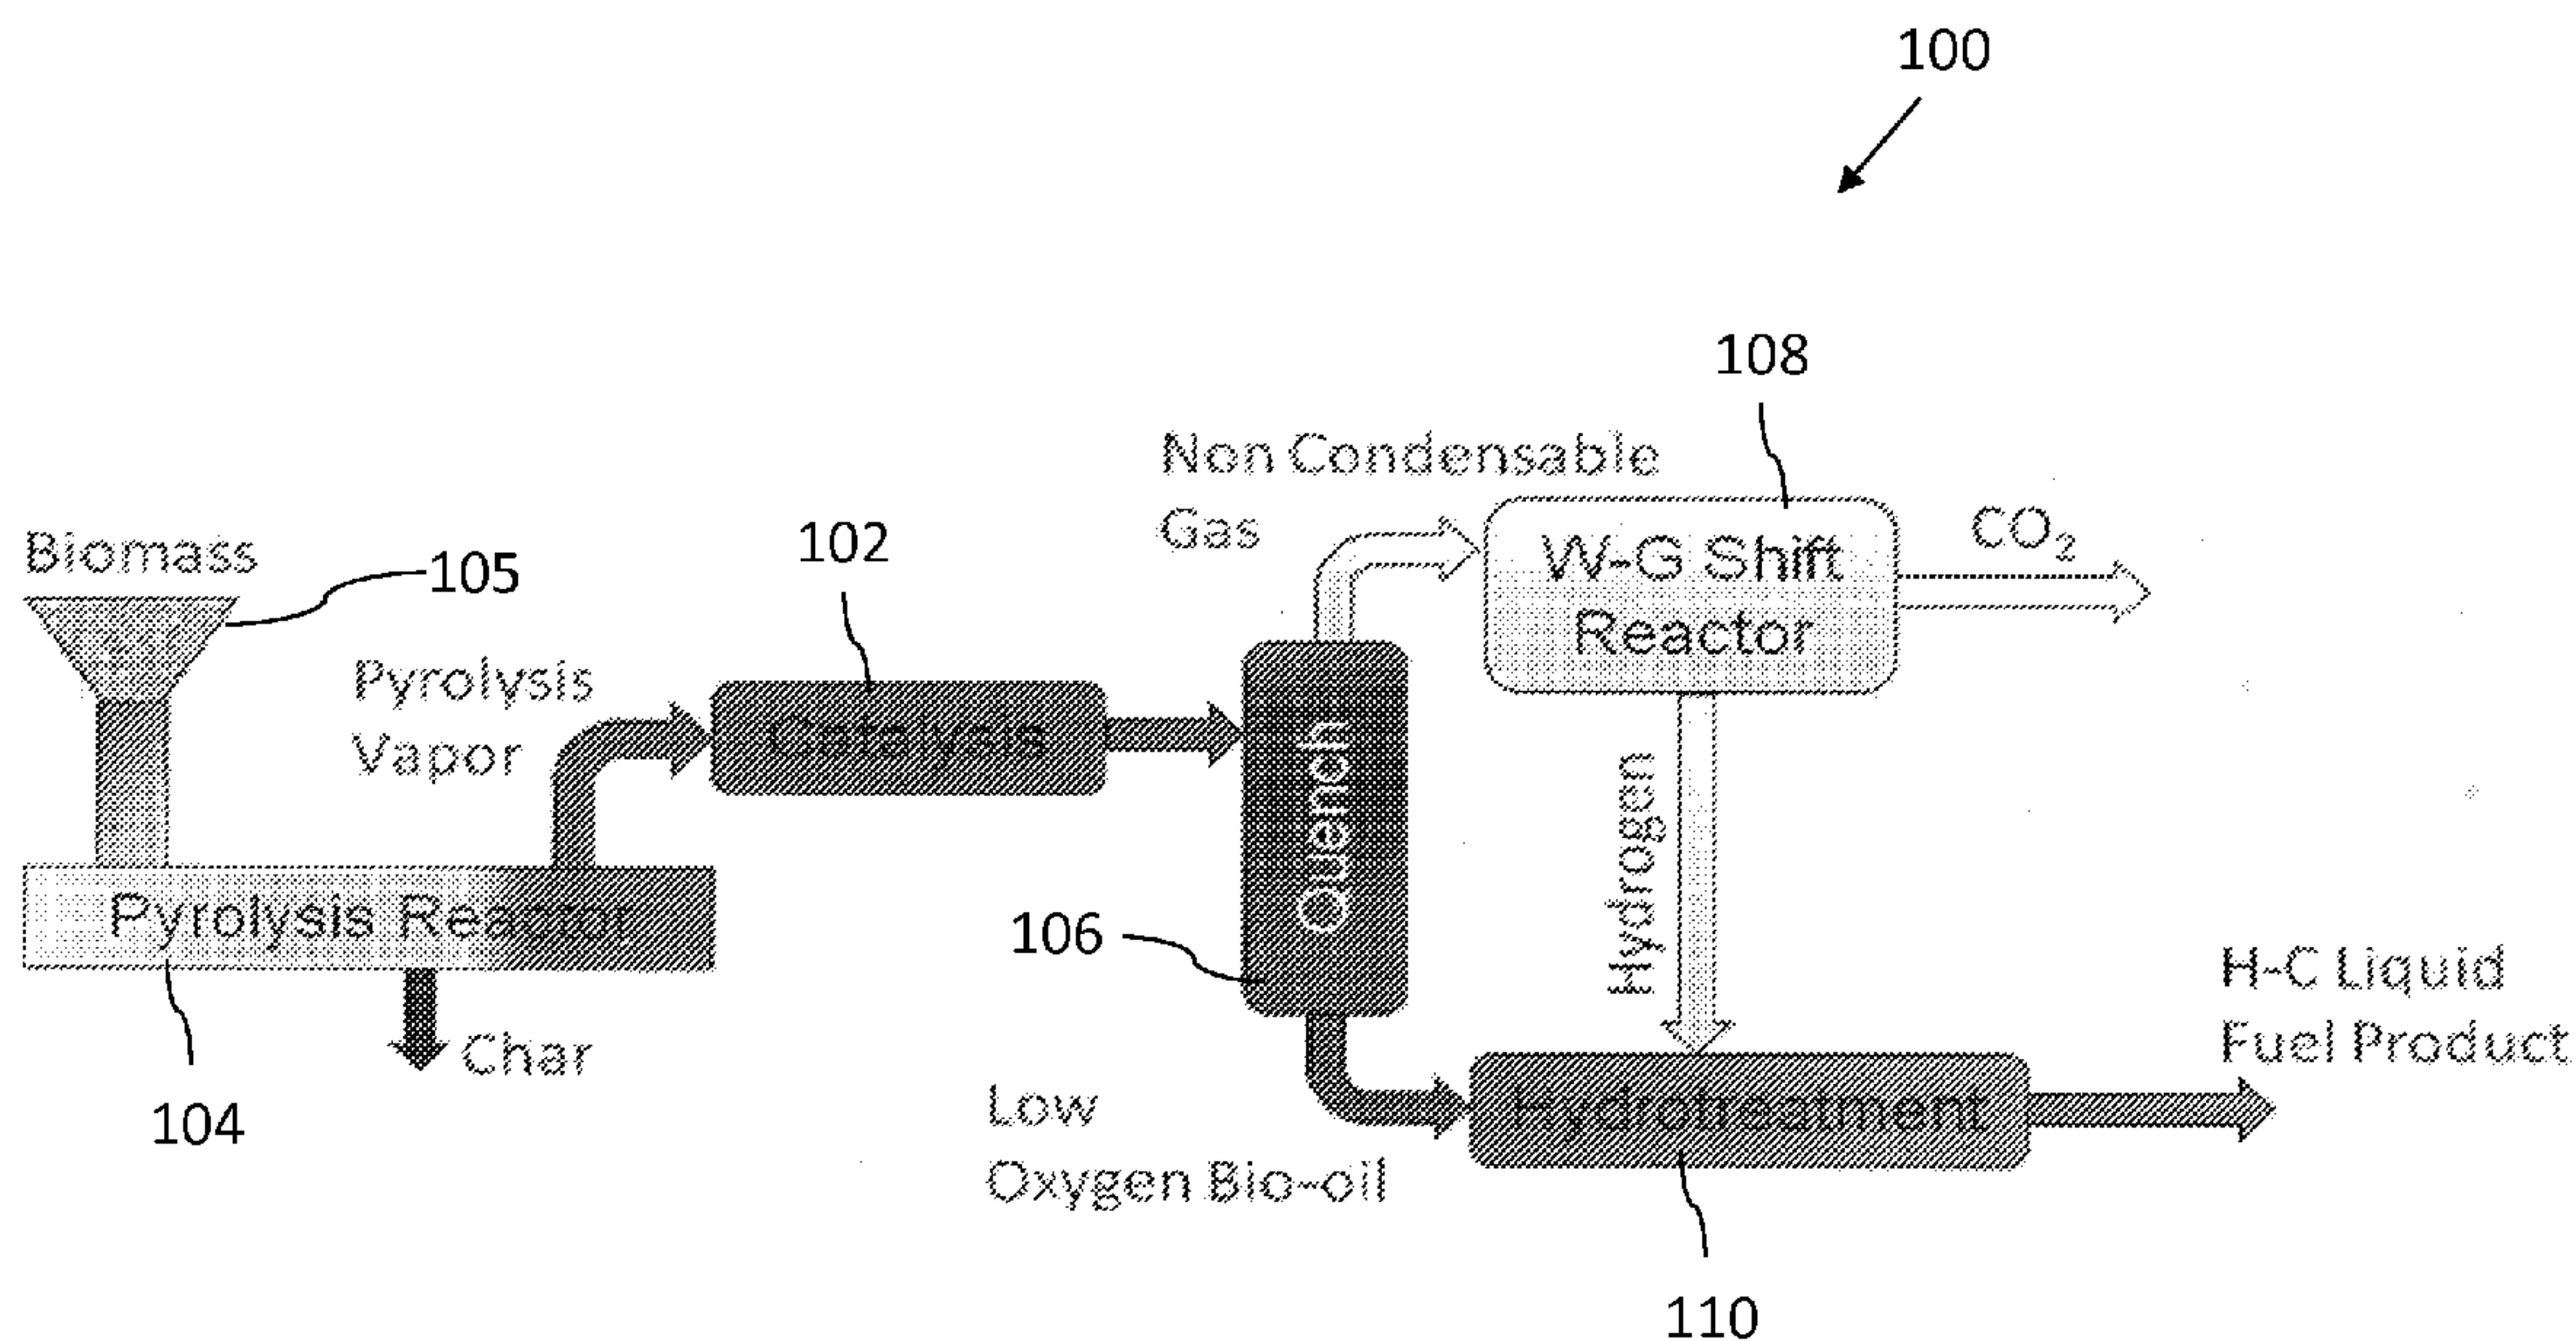 100
108
Non Condensable
Gas
W-G Shift
Reactor
CO₂
Biomass
105
102
Pyrolysis
Vapor
Catalysis
Quench
Hydrogen
106
Pyrolysis Reactor
Char
104
Low
Oxygen Bio-oil
Hydrotreatment
H-C Liquid
Fuel Product
110